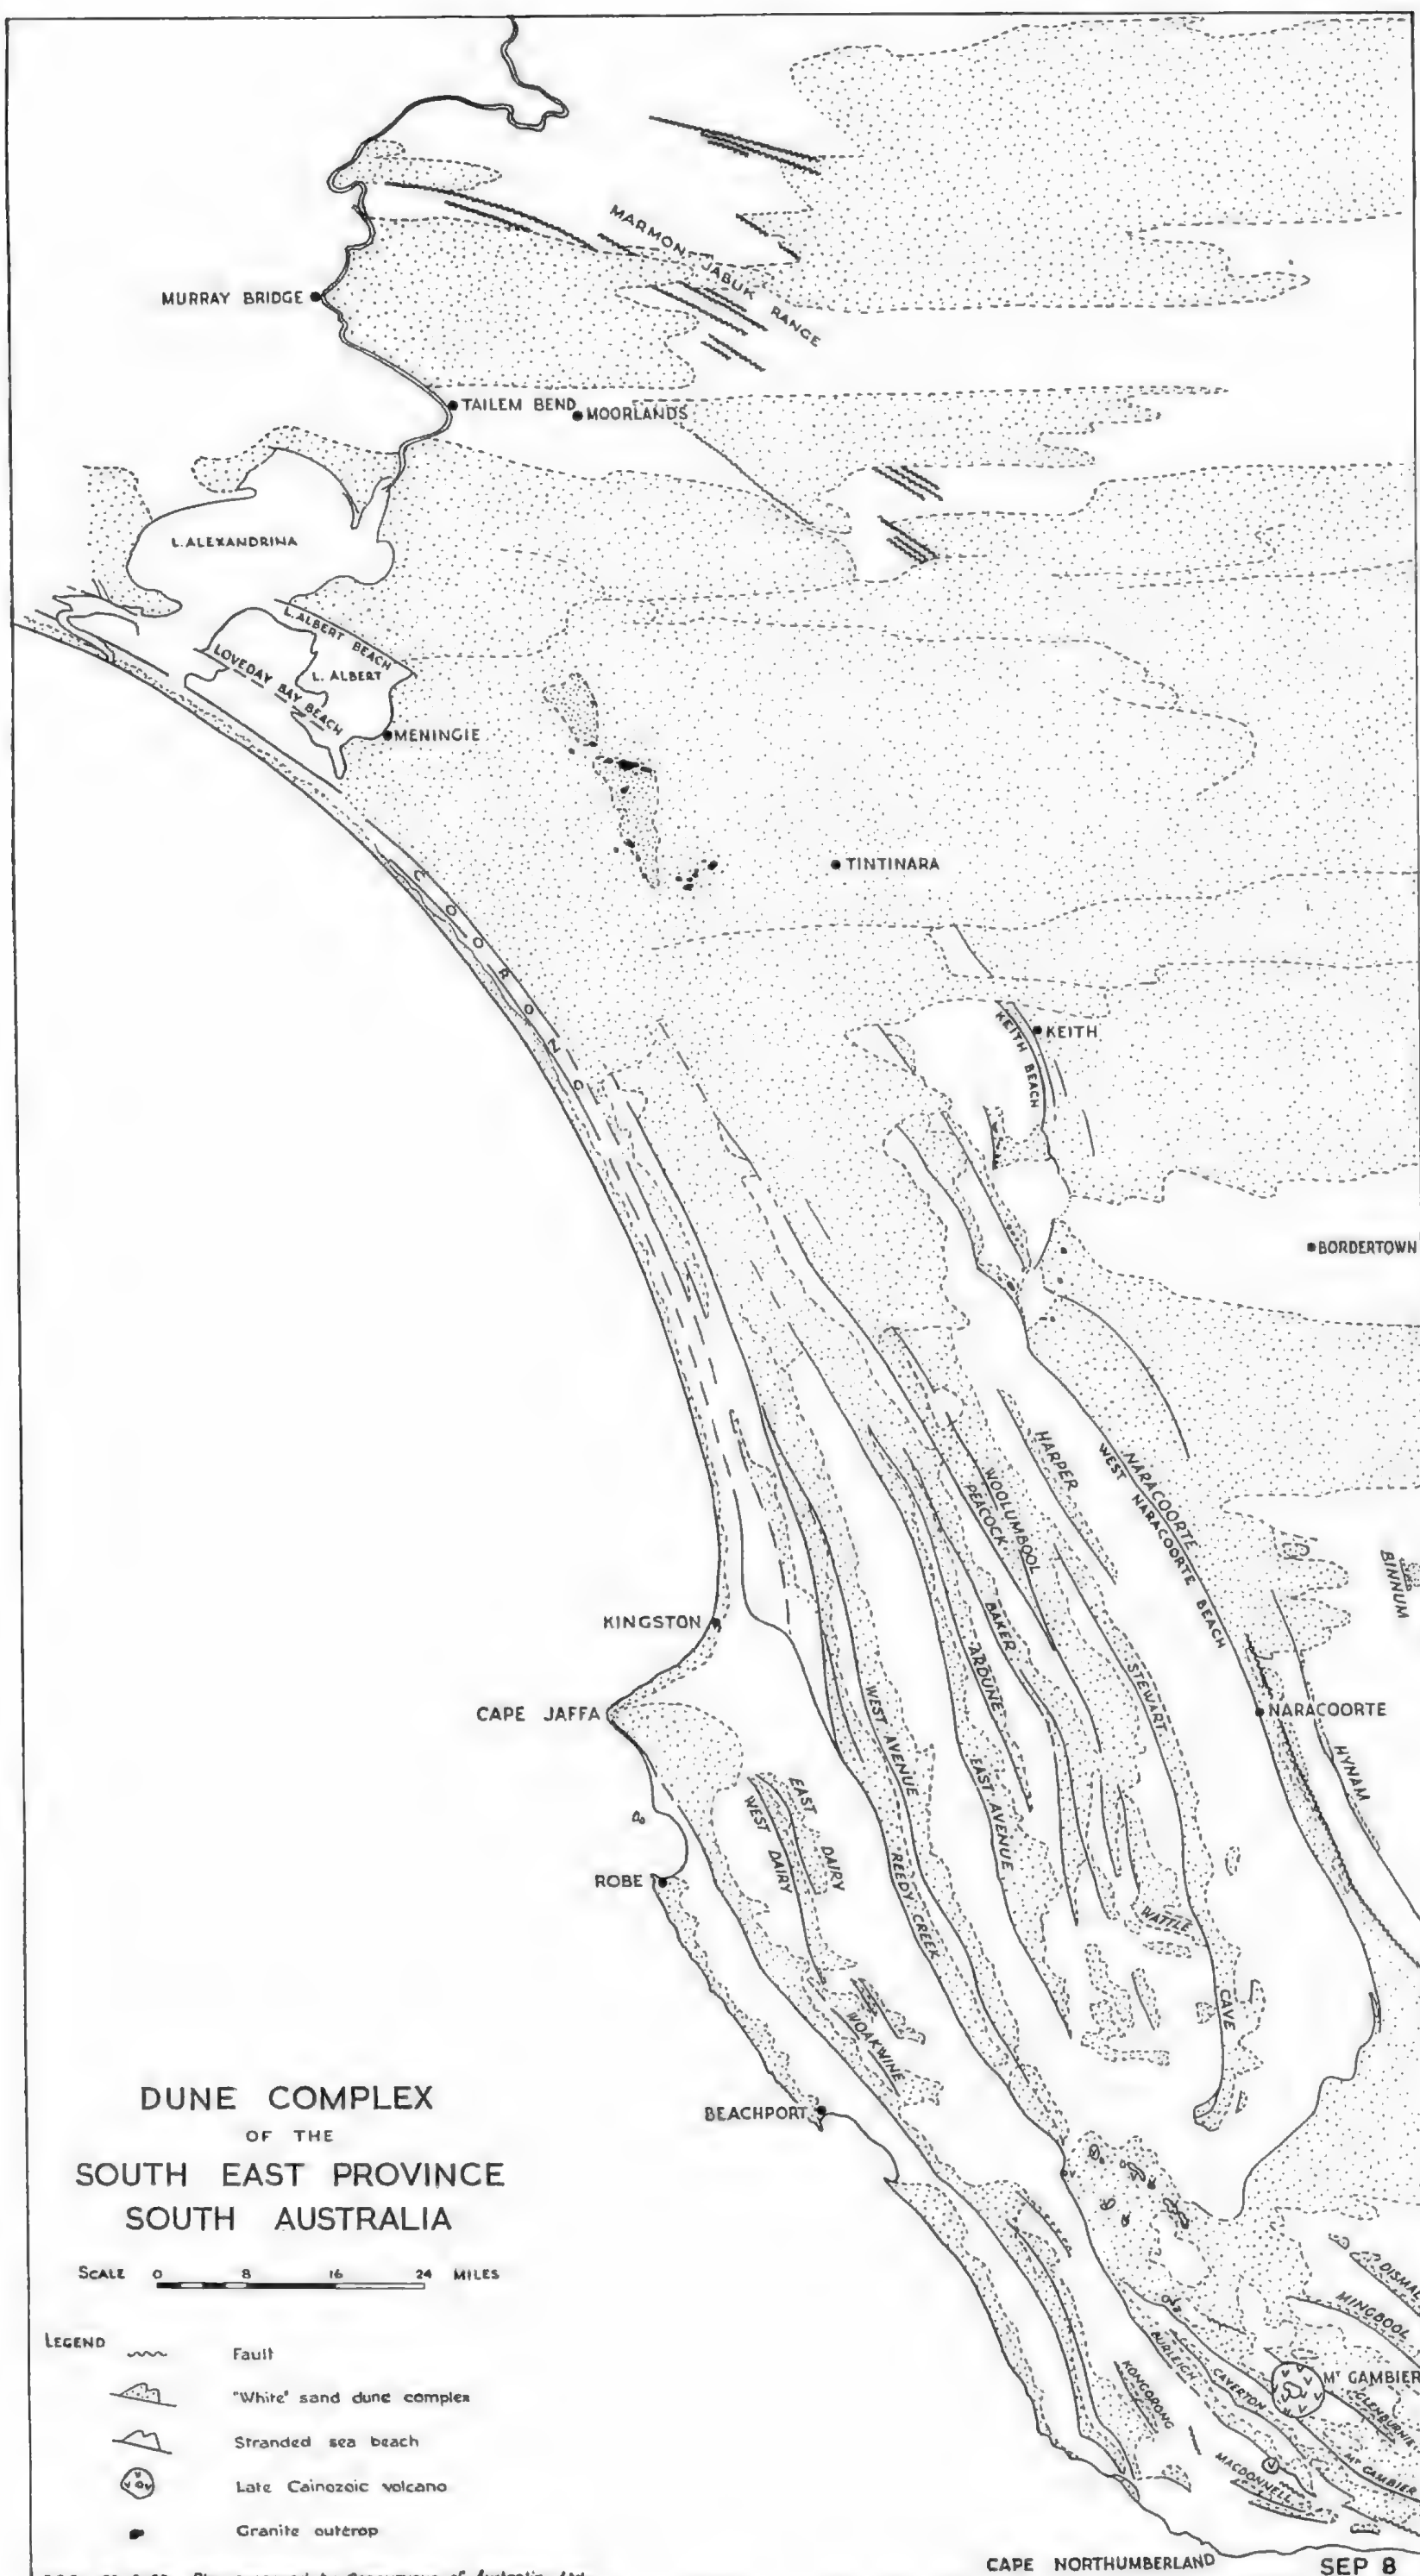 MARMON JABUK RANGE
MURRAY BRIDGE
TAILEM BEND
MOORLANDS
L. ALEXANDRINA
L. ALBERT BEACH
LOVEDAY BAY BEACH
L. ALBERT
MENINGIE
TINTINARA
COORONG
KEITH
KEITH BEACH
BORDERTOWN
HARPER
NARACOORTE
WEST NARACOORTE BEACH
WOOLUMBOOL
PEACOCK
BINNUM
KINGSTON
BAKER
ARDUNE
STEWART
CAPE JAFFA
WEST AVENUE
NARACOORTE
HYNAM
EAST AVENUE
EAST DAIRY
WEST DAIRY
ROBE
REEDY CREEK
WATTLE
CAVE
WOAKWINE
BEACHPORT
DUNE COMPLEX
OF THE
SOUTH EAST PROVINCE
SOUTH AUSTRALIA
SCALE 0 8 16 24 MILES
DISMAL
MINGBOOL
BURLEIGH
CAVERTON
MT GAMBIER
GLENBURNIE
KONGORONG
MT GAMBIER
MACDONNELL
LEGEND
Fault
"White" sand dune complex
Stranded sea beach
Late Cainozoic volcano
Granite outcrop
CAPE NORTHUMBERLAND
SEP 8